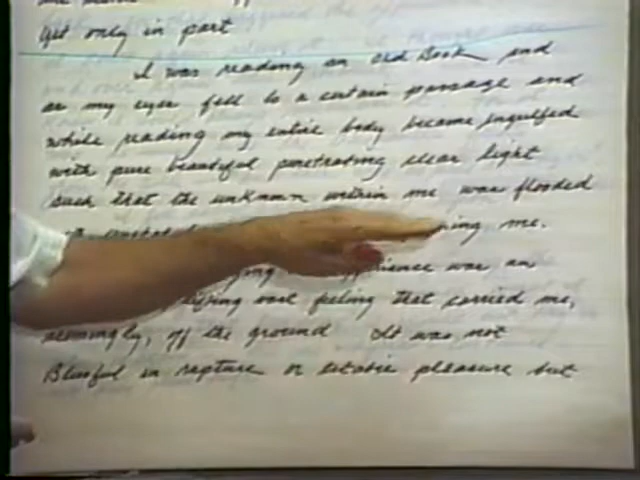 yet only in part
I was reading an old Book and
as my eyes fell to a certain passage and
while reading my entire body became engulfed
with pure beautiful penetrating clear light
such that the unknown within me was flooded
me.
was an
vast feeling that carried me,
seemingly, off the ground It was not
Blissful in rapture or pleasure but